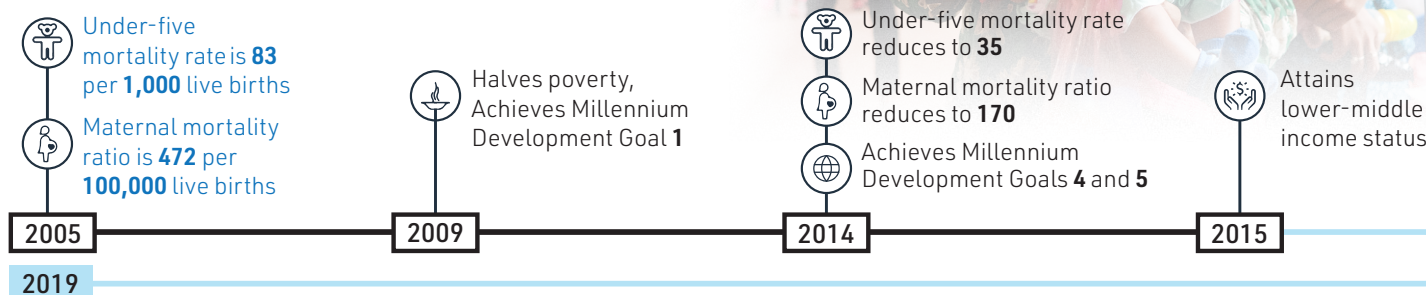 Under-five
mortality rate is 83
per 1,000 live births
Maternal mortality
ratio is 472 per
100,000 live births
2005
Halves poverty,
Achieves Millennium
Development Goal 1
2009
Under-five mortality rate
reduces to 35
Maternal mortality ratio
reduces to 170
Achieves Millennium
Development Goals 4 and 5
2014
Attains
lower-middle
income status
2015
2019